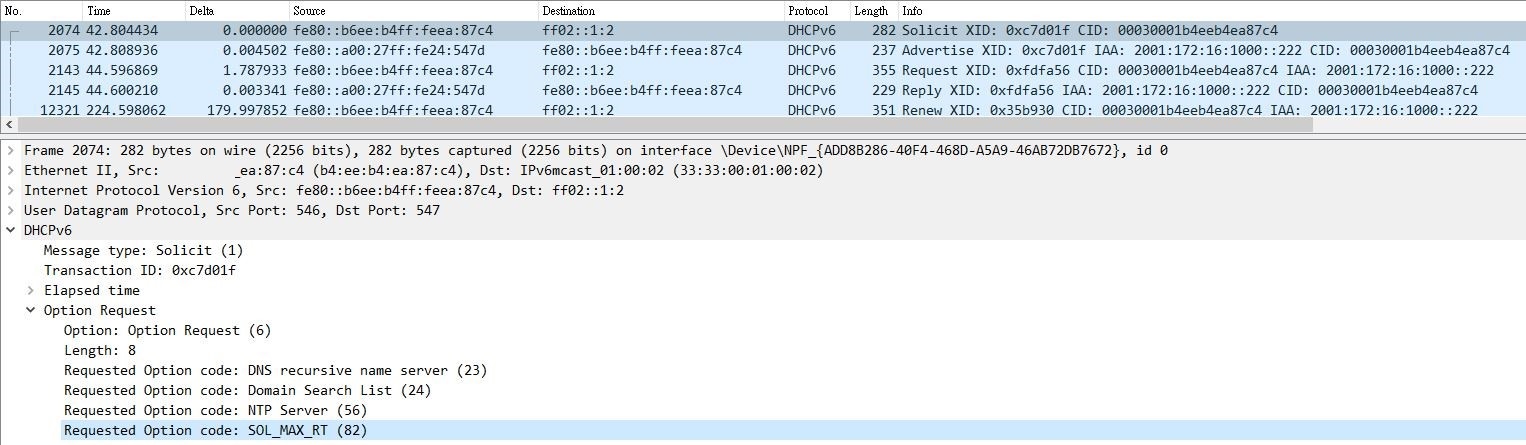 No. Time Delta Source Destination Protocol Length Info
2074 42.804434 0.000000 fe80::b6ee:b4ff:feea:87c4 ff02::1:2 DHCPv6 282 Solicit XID: 0xc7d01f CID: 00030001b4eeb4ea87c4
2075 42.808936 0.004502 fe80::a00:27ff:fe24:547d fe80::b6ee:b4ff:feea:87c4 DHCPv6 237 Advertise XID: 0xc7d01f IAA: 2001:172:16:1000::222 CID: 00030001b4eeb4ea87c4
2143 44.596869 1.787933 fe80::b6ee:b4ff:feea:87c4 ff02::1:2 DHCPv6 355 Request XID: 0xfdfa56 CID: 00030001b4eeb4ea87c4 IAA: 2001:172:16:1000::222
2145 44.600210 0.003341 fe80::a00:27ff:fe24:547d fe80::b6ee:b4ff:feea:87c4 DHCPv6 229 Reply XID: 0xfdfa56 IAA: 2001:172:16:1000::222 CID: 00030001b4eeb4ea87c4
12321 224.598062 179.997852 fe80::b6ee:b4ff:feea:87c4 ff02::1:2 DHCPv6 351 Renew XID: 0x35b930 CID: 00030001b4eeb4ea87c4 IAA: 2001:172:16:1000::222
Frame 2074: 282 bytes on wire (2256 bits), 282 bytes captured (2256 bits) on interface \Device\NPF_{ADD8B286-40F4-468D-A5A9-46AB72DB7672}, id 0
Ethernet II, Src: _ea:87:c4 (b4:ee:b4:ea:87:c4), Dst: IPv6mcast_01:00:02 (33:33:00:01:00:02)
Internet Protocol Version 6, Src: fe80::b6ee:b4ff:feea:87c4, Dst: ff02::1:2
User Datagram Protocol, Src Port: 546, Dst Port: 547
DHCPv6
Message type: Solicit (1)
Transaction ID: 0xc7d01f
Elapsed time
Option Request
Option: Option Request (6)
Length: 8
Requested Option code: DNS recursive name server (23)
Requested Option code: Domain Search List (24)
Requested Option code: NTP Server (56)
Requested Option code: SOL_MAX_RT (82)